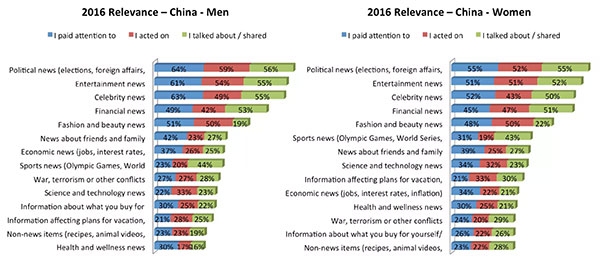 2016 Relevance – China - Men
I paid attention to I acted on I talked about / shared
Political news (elections, foreign affairs, 64% 59% 56%
Entertainment news 61% 54% 55%
Celebrity news 63% 49% 55%
Financial news 49% 42% 53%
Fashion and beauty news 51% 50% 19%
News about friends and family 42% 23% 27%
Economic news (jobs, interest rates, 37% 26% 25%
Sports news (Olympic Games, World 23% 20% 44%
War, terrorism or other conflicts 27% 27% 28%
Science and technology news 22% 33% 23%
Information about what you buy for 30% 25% 22%
Information affecting plans for vacation, 21% 28% 25%
Non-news items (recipes, animal videos, 23% 23% 19%
Health and wellness news 30% 17% 16%
2016 Relevance – China - Women
I paid attention to I acted on I talked about / shared
Political news (elections, foreign affairs, 55% 52% 55%
Entertainment news 51% 51% 52%
Celebrity news 52% 43% 50%
Financial news 45% 47% 51%
Fashion and beauty news 48% 50% 22%
Sports news (Olympic Games, World Series, 31% 19% 43%
News about friends and family 39% 25% 27%
Science and technology news 34% 32% 23%
Information affecting plans for vacation, 21% 33% 30%
Economic news (jobs, interest rates, inflation) 34% 22% 21%
Health and wellness news 30% 25% 21%
War, terrorism or other conflicts 24% 20% 29%
Information about what you buy for yourself/ 26% 22% 26%
Non-news items (recipes, animal videos, 23% 22% 28%